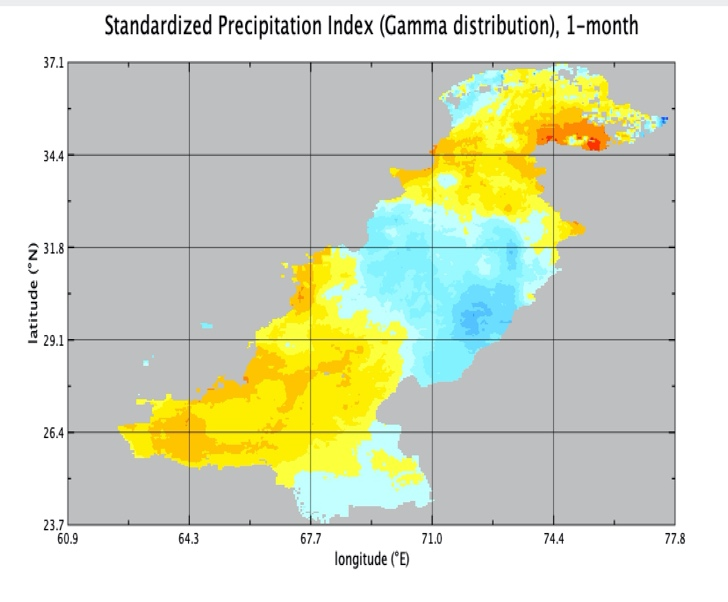 Standardized Precipitation Index (Gamma distribution), 1-month
37.1
34.4
31.8
29.1
26.4
23.7
latitude (°N)
60.9 64.3 67.7 71.0 74.4 77.8
longitude (°E)